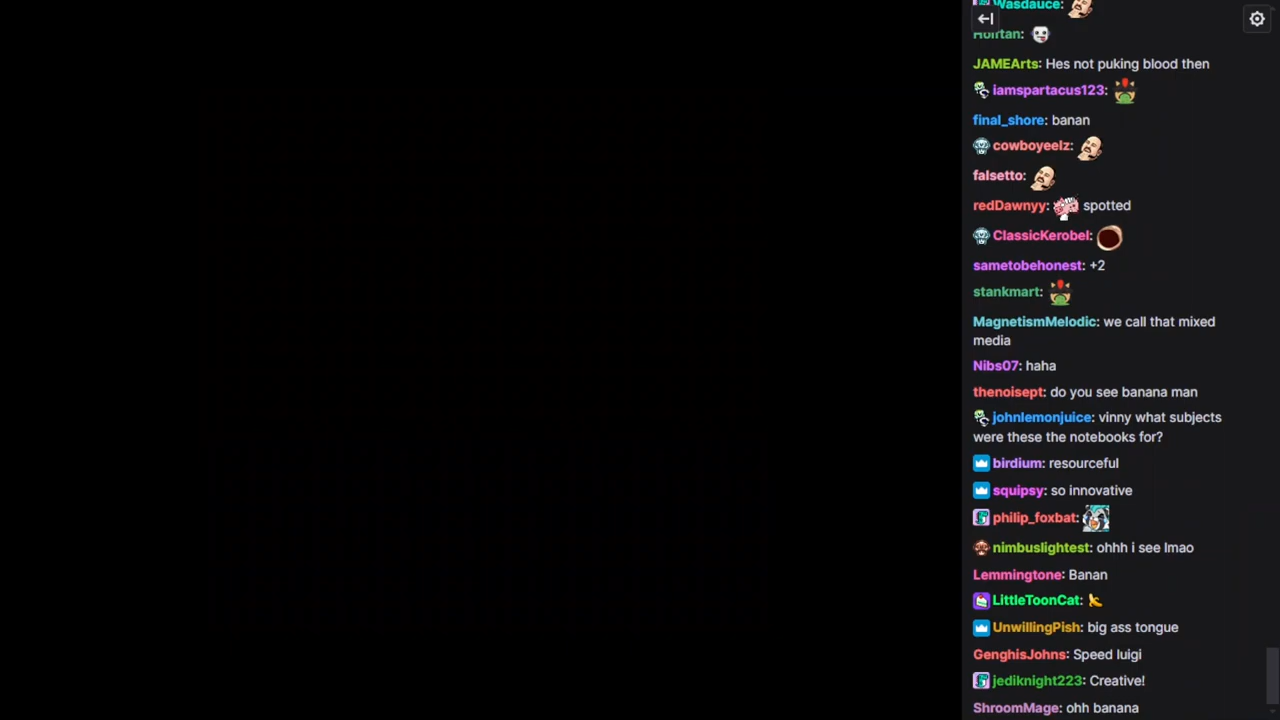 Wasdauce:
Holftan:
JAMEArts: Hes not puking blood then
iamspartacus123:
final_shore: banan
cowboyeelz:
falsetto:
redDawnyy: spotted
ClassicKerobel:
sametobehonest: +2
stankmart:
MagnetismMelodic: we call that mixed
media
Nibs07: haha
thenoisept: do you see banana man
johnlemonjuice: vinny what subjects
were these the notebooks for?
birdium: resourceful
squipsy: so innovative
philip_foxbat:
nimbuslightest: ohhh i see lmao
Lemmingtone: Banan
LittleToonCat:
UnwillingPish: big ass tongue
GenghisJohns: Speed luigi
jediknight223: Creative!
ShroomMage: ohh banana